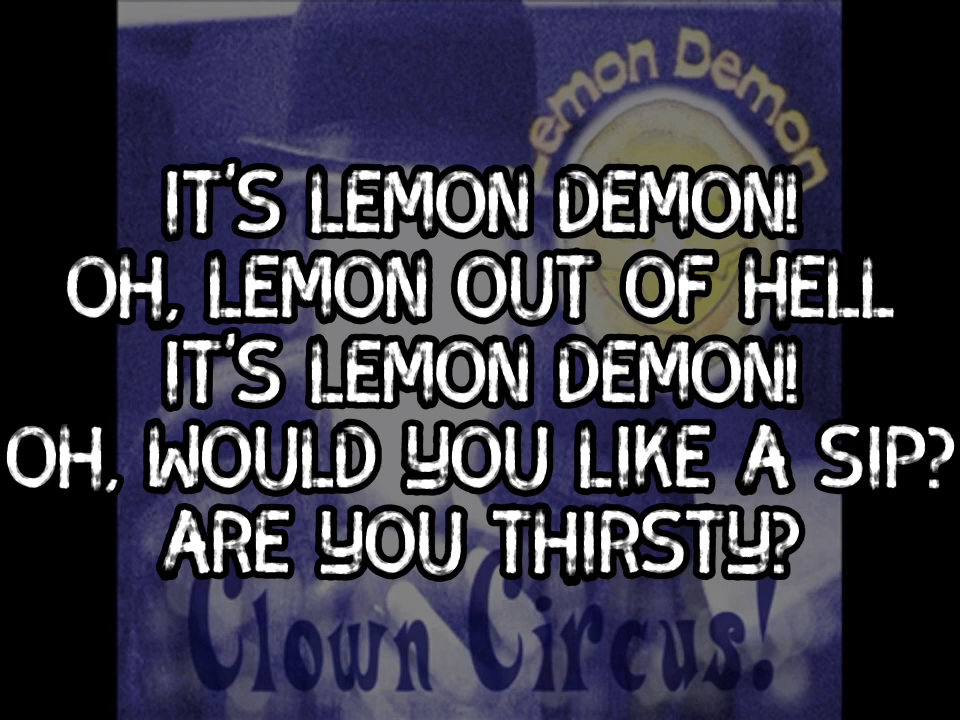 Lemon Demon
IT'S LEMON DEMON!
OH, LEMON OUT OF HELL
IT'S LEMON DEMON!
OH, WOULD YOU LIKE A SIP?
ARE YOU THIRSTY?
Clown Circus!